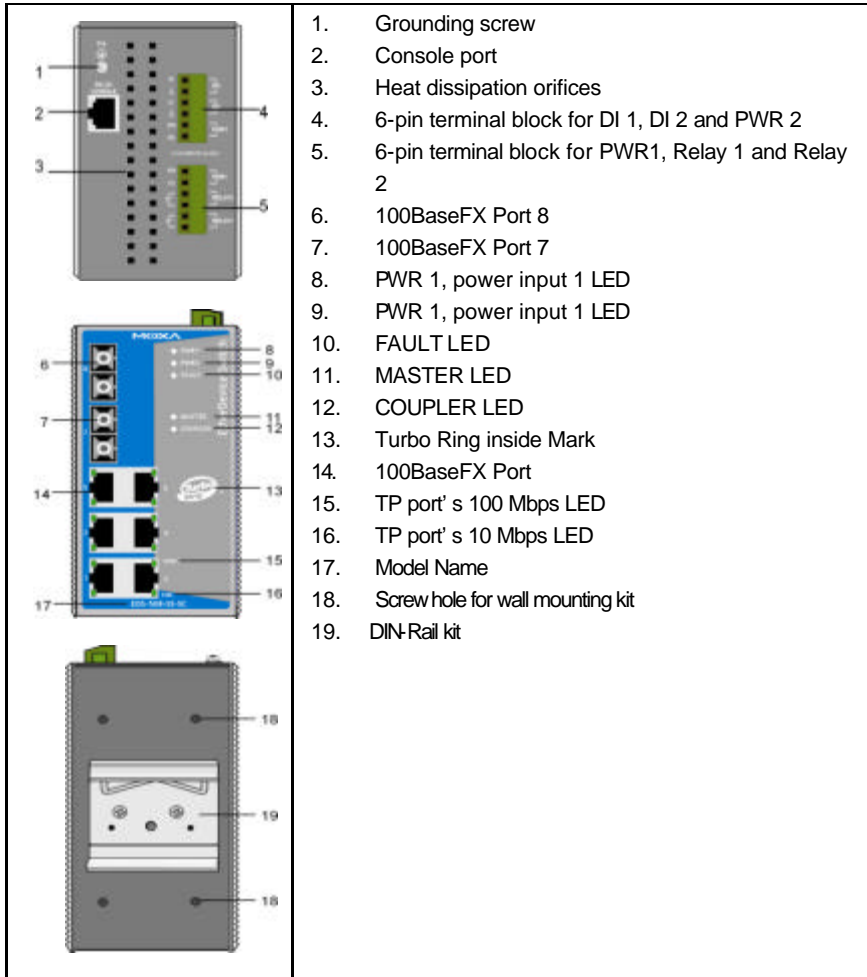 1
2
3
4
5
MOXA
6
7
8
9
10
11
12
13
14
15
16
17
18
19
18
1. Grounding screw
2. Console port
3. Heat dissipation orifices
4. 6-pin terminal block for DI 1, DI 2 and PWR 2
5. 6-pin terminal block for PWR1, Relay 1 and Relay
2
6. 100BaseFX Port 8
7. 100BaseFX Port 7
8. PWR 1, power input 1 LED
9. PWR 1, power input 1 LED
10. FAULT LED
11. MASTER LED
12. COUPLER LED
13. Turbo Ring inside Mark
14. 100BaseFX Port
15. TP port' s 100 Mbps LED
16. TP port' s 10 Mbps LED
17. Model Name
18. Screw hole for wall mounting kit
19. DIN-Rail kit